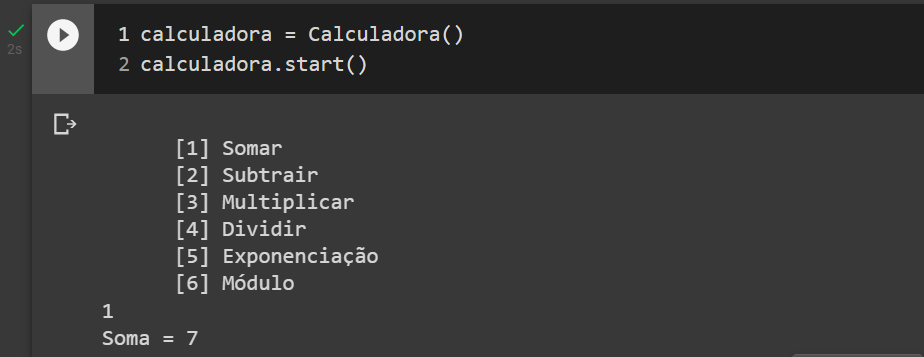 2s
1 calculadora = Calculadora()
2 calculadora.start()
[1] Somar
[2] Subtrair
[3] Multiplicar
[4] Dividir
[5] Exponenciação
[6] Módulo
1
Soma = 7